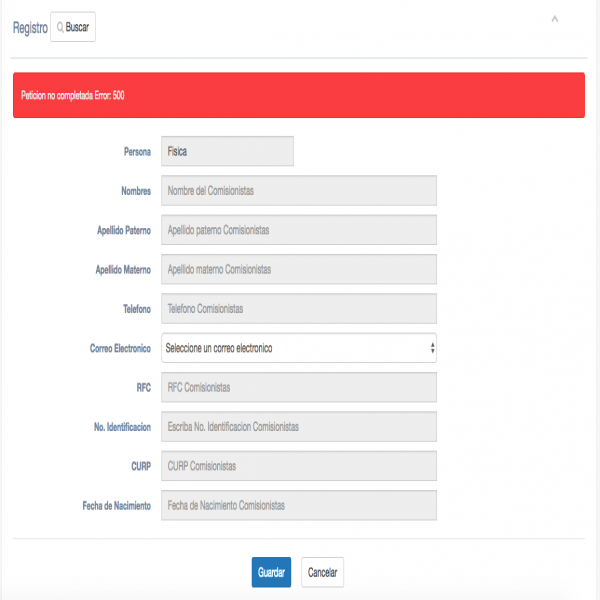 Registro Buscar
Peticion no completada Error: 500
Persona Fisica
Nombres Nombre del Comisionistas
Apellido Paterno Apellido paterno Comisionistas
Apellido Materno Apellido materno Comisionistas
Telefono Telefono Comisionistas
Correo Electronico Seleccione un correo electronico
RFC RFC Comisionistas
No. Identificacion Escriba No. Identificacion Comisionistas
CURP CURP Comisionistas
Fecha de Nacimiento Fecha de Nacimiento Comisionistas
Guardar Cancelar